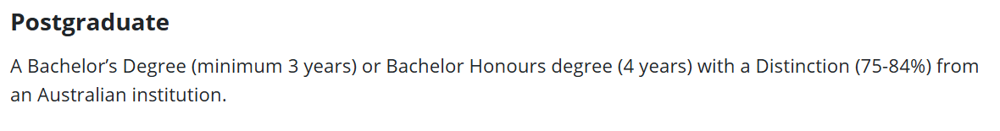 Postgraduate
A Bachelor’s Degree (minimum 3 years) or Bachelor Honours degree (4 years) with a Distinction (75-84%) from
an Australian institution.